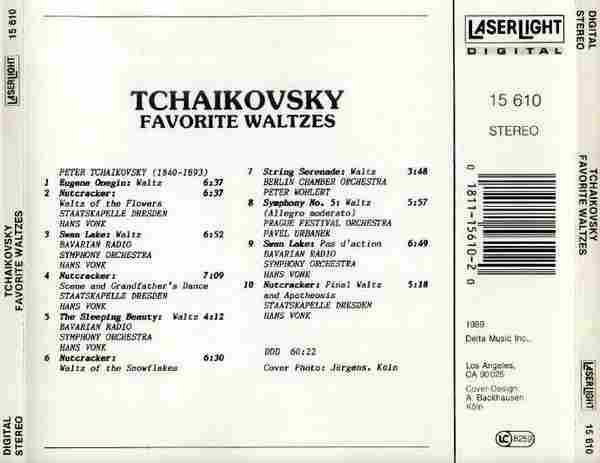 15 610
LASERLIGHT
DIGITAL
TCHAIKOVSKY
FAVORITE WALTZES
DIGITAL
STEREO
TCHAIKOVSKY
FAVORITE WALTZES
PETER TCHAIKOVSKY (1840-1893)
1 Eugene Onegin: Waltz 6:37
2 Nutcracker: 6:37
Waltz of the Flowers
STAATSKAPELLE DRESDEN
HANS VONK
3 Swan Lake: Waltz 6:52
BAVARIAN RADIO
SYMPHONY ORCHESTRA
HANS VONK
4 Nutcracker: 7:09
Scene and Grandfather's Dance
STAATSKAPELLE DRESDEN
HANS VONK
5 The Sleeping Beauty: Waltz 4:12
BAVARIAN RADIO
SYMPHONY ORCHESTRA
HANS VONK
6 Nutcracker: 6:30
Waltz of the Snowflakes
7 String Serenade: Waltz 3:48
BERLIN CHAMBER ORCHESTRA
PETER WOHLERT
8 Symphony No. 5: Waltz 5:57
(Allegro moderato)
PRAGUE FESTIVAL ORCHESTRA
PAVEL URBANEK
9 Swan Lake: Pas d'action 6:49
BAVARIAN RADIO
SYMPHONY ORCHESTRA
HANS VONK
10 Nutcracker: Final Waltz 5:18
and Apotheosis
STAATSKAPELLE DRESDEN
HANS VONK
DDD 60:22
Cover Photo: Jürgens, Köln
LASERLIGHT
DIGITAL
15 610
STEREO
0 1811-15610-2 0
1989
Delta Music Inc.,
Los Angeles,
CA 90025
Cover-Design:
A. Backhausen
Köln
LC 8259
DIGITAL
STEREO
TCHAIKOVSKY
FAVORITE WALTZES
LASERLIGHT
DIGITAL
15 610